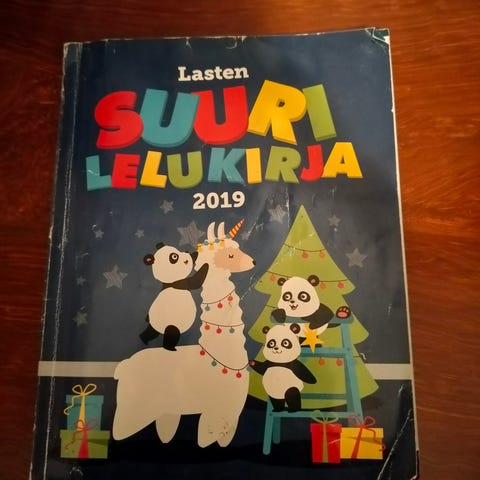 Lasten
SUURI
LELUKIRJA
2019